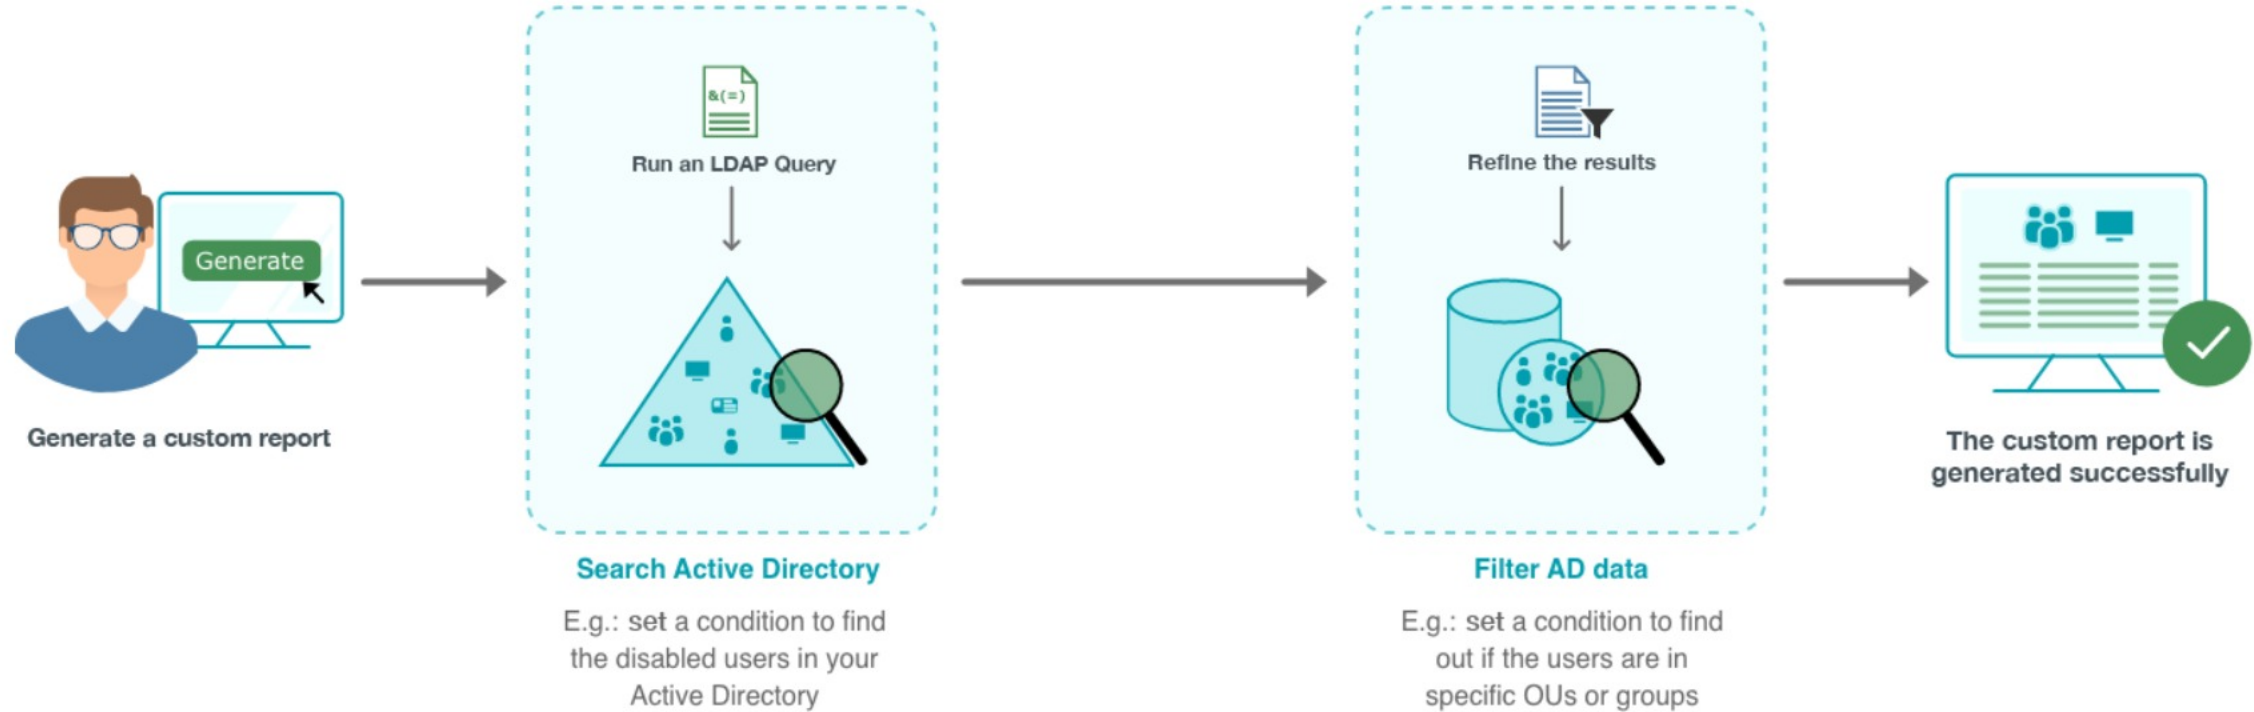 Generate
Generate a custom report
&(=)
Run an LDAP Query
Search Active Directory
E.g.: set a condition to find
the disabled users in your
Active Directory
Refine the results
Filter AD data
E.g.: set a condition to find
out if the users are in
specific OUs or groups
The custom report is
generated successfully